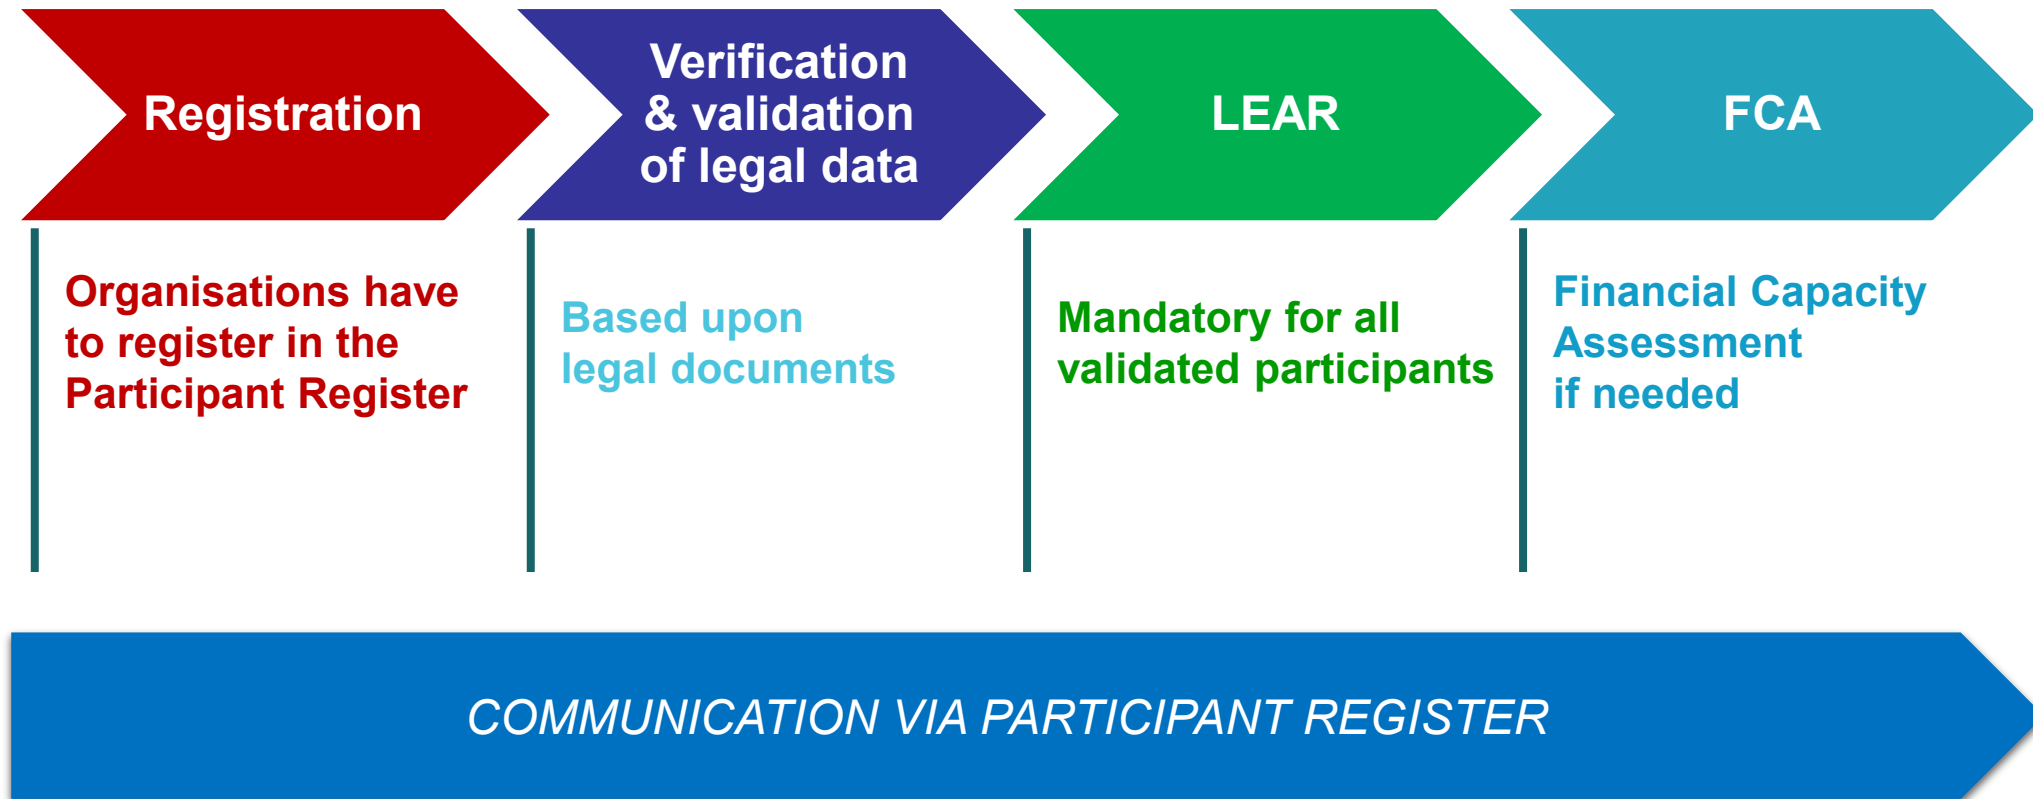 Registration
Verification
& validation
of legal data
LEAR
FCA
Organisations have
to register in the
Participant Register
Based upon
legal documents
Mandatory for all
validated participants
Financial Capacity
Assessment
if needed
COMMUNICATION VIA PARTICIPANT REGISTER